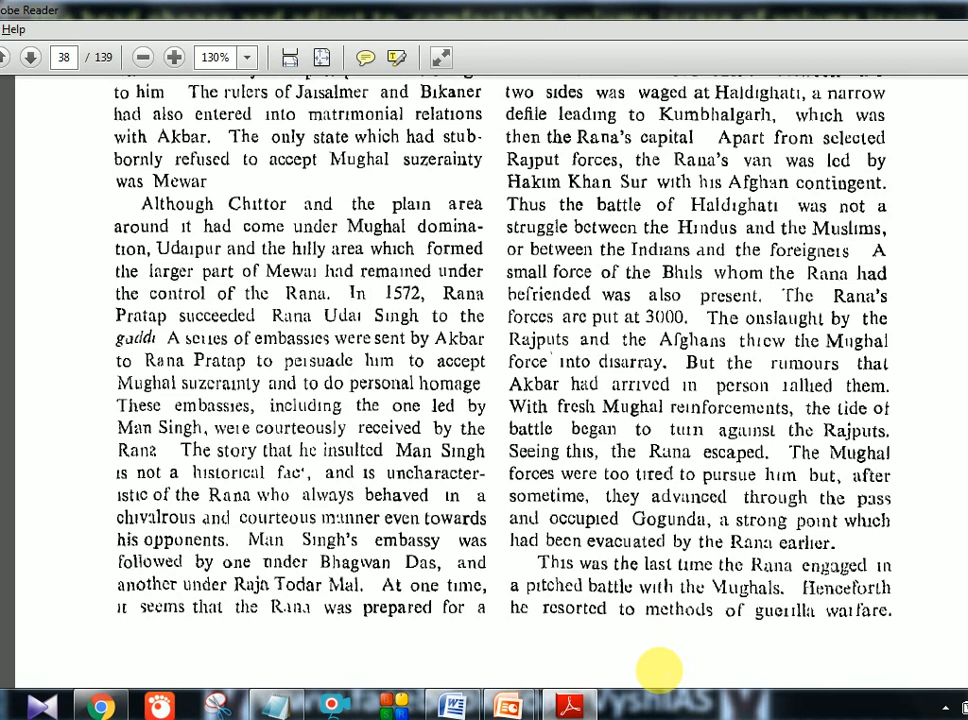 obe Reader
Help
38 / 139
130%
to him The rulers of Jaisalmer and Bikaner
had also entered into matrimonial relations
with Akbar. The only state which had stub-
bornly refused to accept Mughal suzerainty
was Mewar
Although Chittor and the plain area
around it had come under Mughal domina-
tion, Udaipur and the hilly area which formed
the larger part of Mewar had remained under
the control of the Rana. In 1572, Rana
Pratap succeeded Rana Udai Singh to the
gaddi A series of embassies were sent by Akbar
to Rana Pratap to persuade him to accept
Mughal suzerainty and to do personal homage
These embassies, including the one led by
Man Singh, were courteously received by the
Rana The story that he insulted Man Singh
is not a historical fact, and is uncharacter-
istic of the Rana who always behaved in a
chivalrous and courteous manner even towards
his opponents. Man Singh's embassy was
followed by one under Bhagwan Das, and
another under Raja Todar Mal. At one time,
it seems that the Rana was prepared for a
two sides was waged at Haldighati, a narrow
defile leading to Kumbhalgarh, which was
then the Rana's capital Apart from selected
Rajput forces, the Rana's van was led by
Hakim Khan Sur with his Afghan contingent.
Thus the battle of Haldighati was not a
struggle between the Hindus and the Muslims,
or between the Indians and the foreigners A
small force of the Bhils whom the Rana had
befriended was also present. The Rana's
forces are put at 3000. The onslaught by the
Rajputs and the Afghans threw the Mughal
force into disarray. But the rumours that
Akbar had arrived in person rallied them.
With fresh Mughal reinforcements, the tide of
battle began to turn against the Rajputs.
Seeing this, the Rana escaped. The Mughal
forces were too tired to pursue him but, after
sometime, they advanced through the pass
and occupied Gogunda, a strong point which
had been evacuated by the Rana earlier.
This was the last time the Rana engaged in
a pitched battle with the Mughals. Henceforth
he resorted to methods of guerilla warfare.